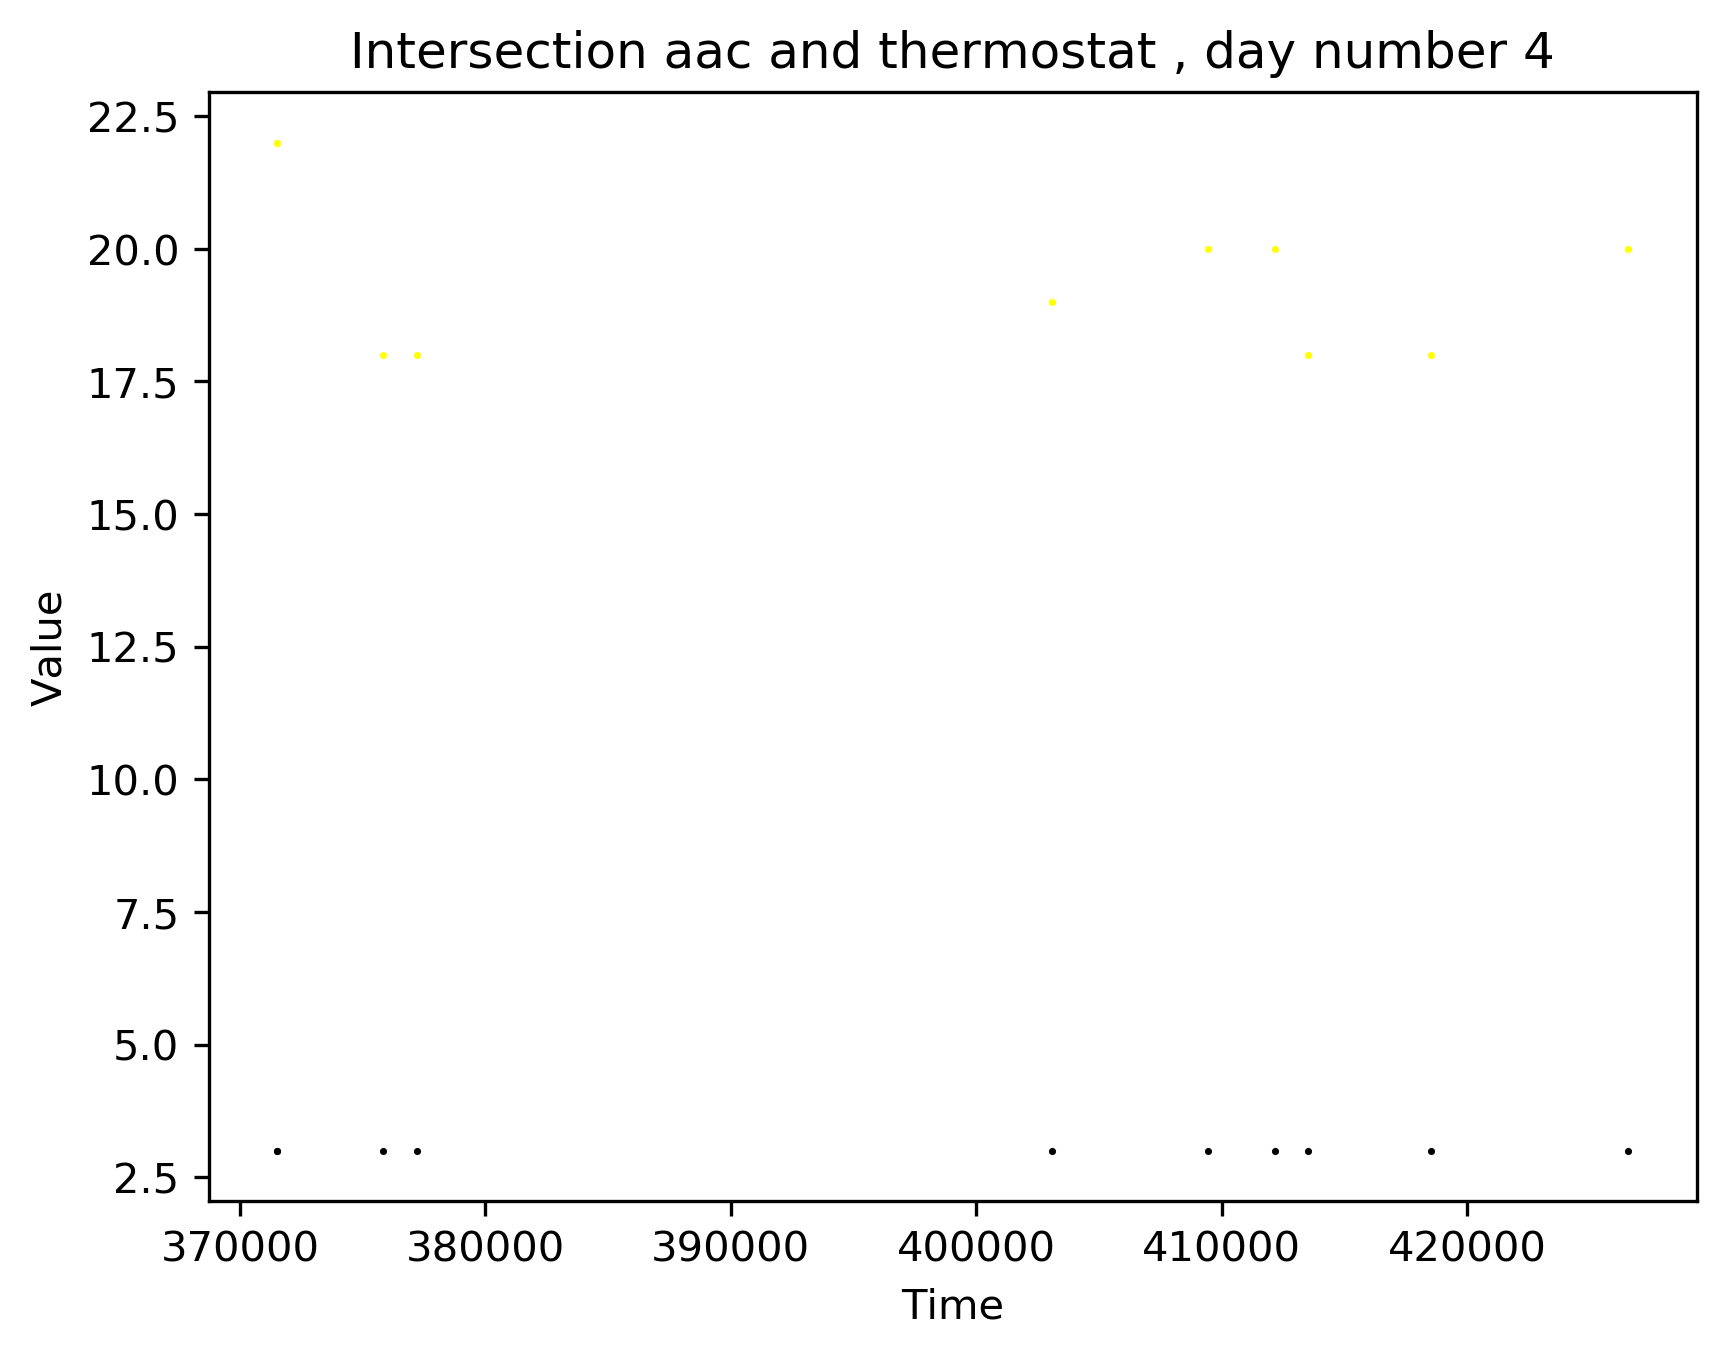 Intersection aac and thermostat , day number 4
22.5
20.0
17.5
15.0
12.5
10.0
7.5
5.0
2.5
Value
370000 380000 390000 400000 410000 420000
Time